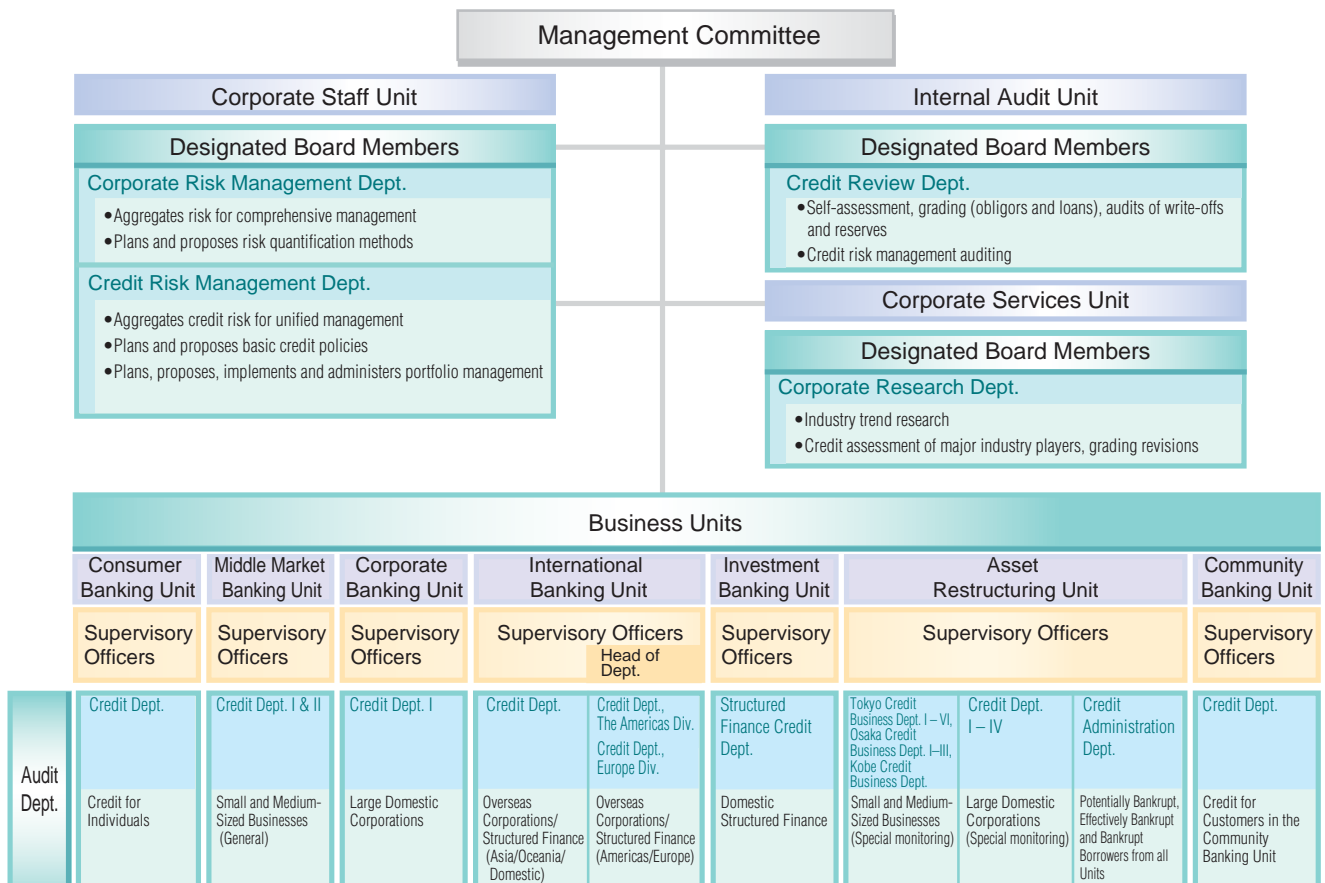 Management Committee
Corporate Staff Unit
Designated Board Members
Corporate Risk Management Dept.
•Aggregates risk for comprehensive management
•Plans and proposes risk quantification methods
Credit Risk Management Dept.
•Aggregates credit risk for unified management
•Plans and proposes basic credit policies
•Plans, proposes, implements and administers portfolio management
Internal Audit Unit
Designated Board Members
Credit Review Dept.
•Self-assessment, grading (obligors and loans), audits of write-offs
and reserves
•Credit risk management auditing
Corporate Services Unit
Designated Board Members
Corporate Research Dept.
•Industry trend research
•Credit assessment of major industry players, grading revisions
Business Units
Consumer
Banking Unit
Middle Market
Banking Unit
Corporate
Banking Unit
International
Banking Unit
Investment
Banking Unit
Asset
Restructuring Unit
Community
Banking Unit
Supervisory
Officers
Supervisory
Officers
Supervisory
Officers
Supervisory Officers
Head of
Dept.
Supervisory
Officers
Supervisory Officers
Supervisory
Officers
Audit
Dept.
Credit Dept.
Credit Dept. I & II
Credit Dept. I
Credit Dept.
Credit Dept.,
The Americas Div.
Credit Dept.,
Europe Div.
Structured
Finance Credit
Dept.
Tokyo Credit
Business Dept. I – VI,
Osaka Credit
Business Dept. I–III,
Kobe Credit
Business Dept.
Credit Dept.
I – IV
Credit
Administration
Dept.
Credit Dept.
Credit for
Individuals
Small and Medium-
Sized Businesses
(General)
Large Domestic
Corporations
Overseas
Corporations/
Structured Finance
(Asia/Oceania/
Domestic)
Overseas
Corporations/
Structured Finance
(Americas/Europe)
Domestic
Structured Finance
Small and Medium-
Sized Businesses
(Special monitoring)
Large Domestic
Corporations
(Special monitoring)
Potentially Bankrupt,
Effectively Bankrupt
and Bankrupt
Borrowers from all
Units
Credit for
Customers in the
Community
Banking Unit